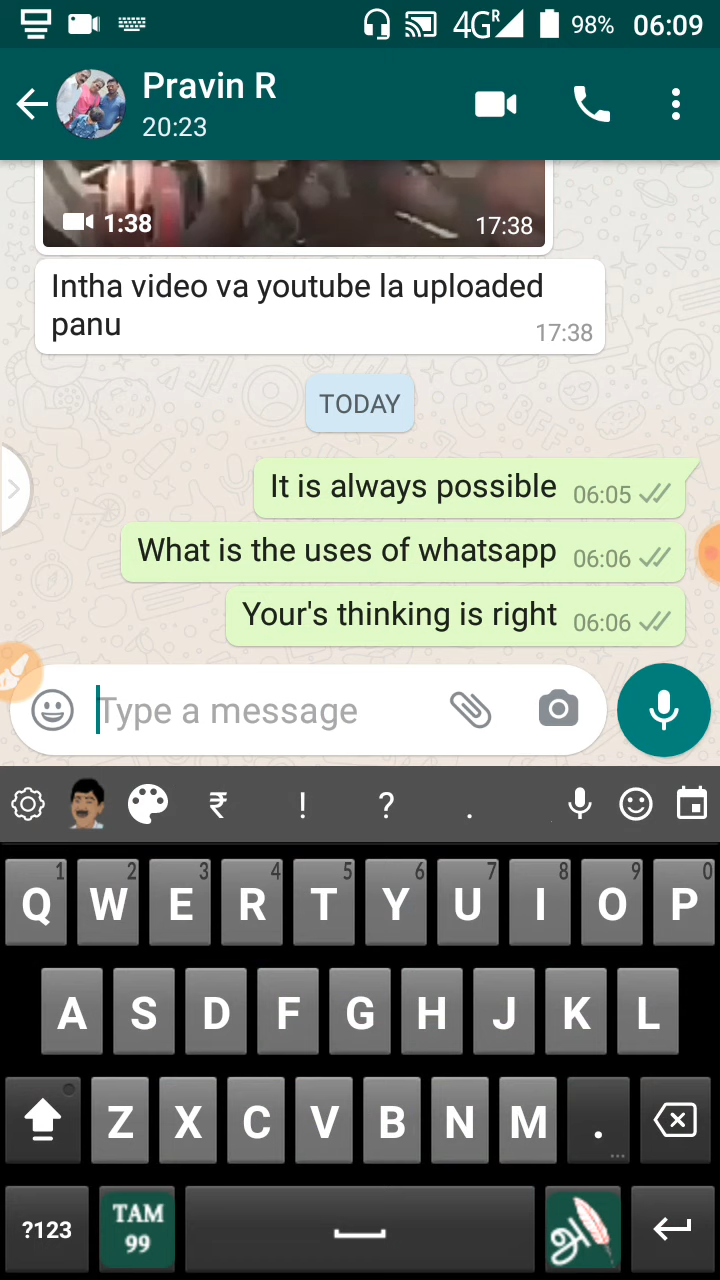 4G R 98% 06:09
Pravin R
20:23
1:38 17:38
Intha video va youtube la uploaded
panu 17:38
TODAY
It is always possible 06:05
What is the uses of whatsapp 06:06
Your's thinking is right 06:06
Type a message
₹ ! ? .
1 2 3 4 5 6 7 8 9 0
Q W E R T Y U I O P
A S D F G H J K L
Z X C V B N M . ...
?123 TAM 99 அ